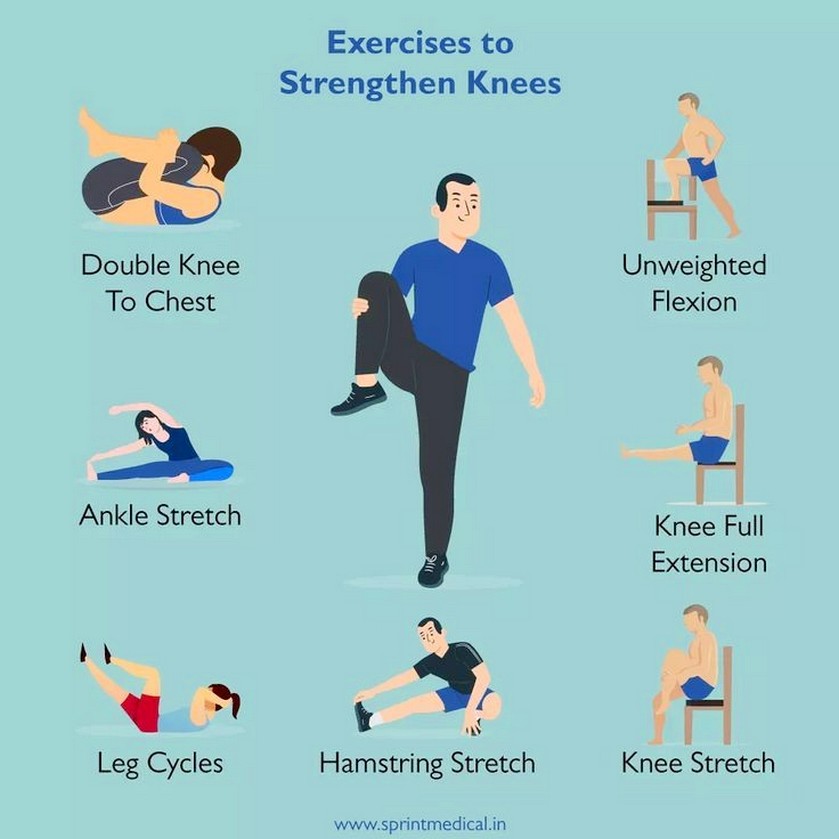 Exercises to
Strengthen Knees
Double Knee
To Chest
Unweighted
Flexion
Ankle Stretch
Knee Full
Extension
Leg Cycles
Hamstring Stretch
Knee Stretch
www.sprintmedical.in